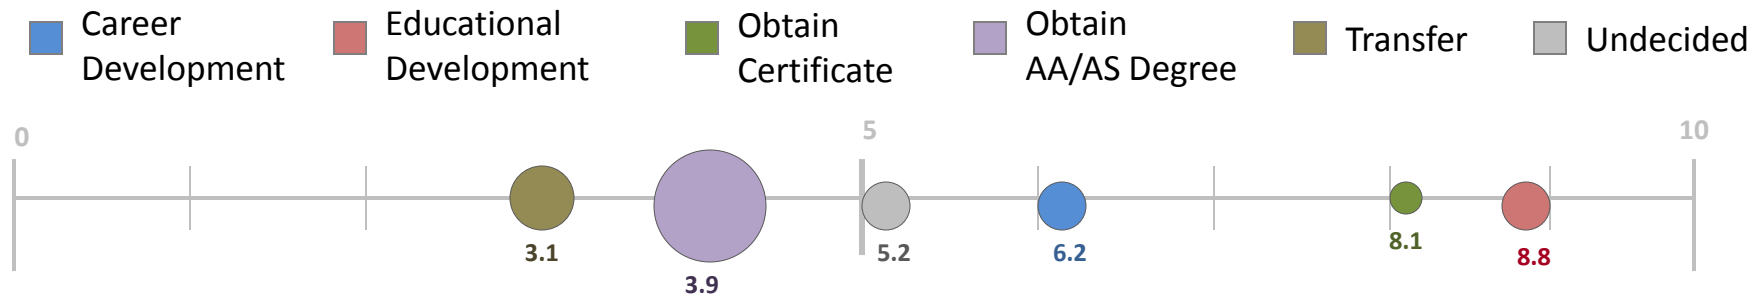 Career
Development
Educational
Development
Obtain
Certificate
Obtain
AA/AS Degree
Transfer
Undecided
0
5
10
3.1
3.9
5.2
6.2
8.1
8.8